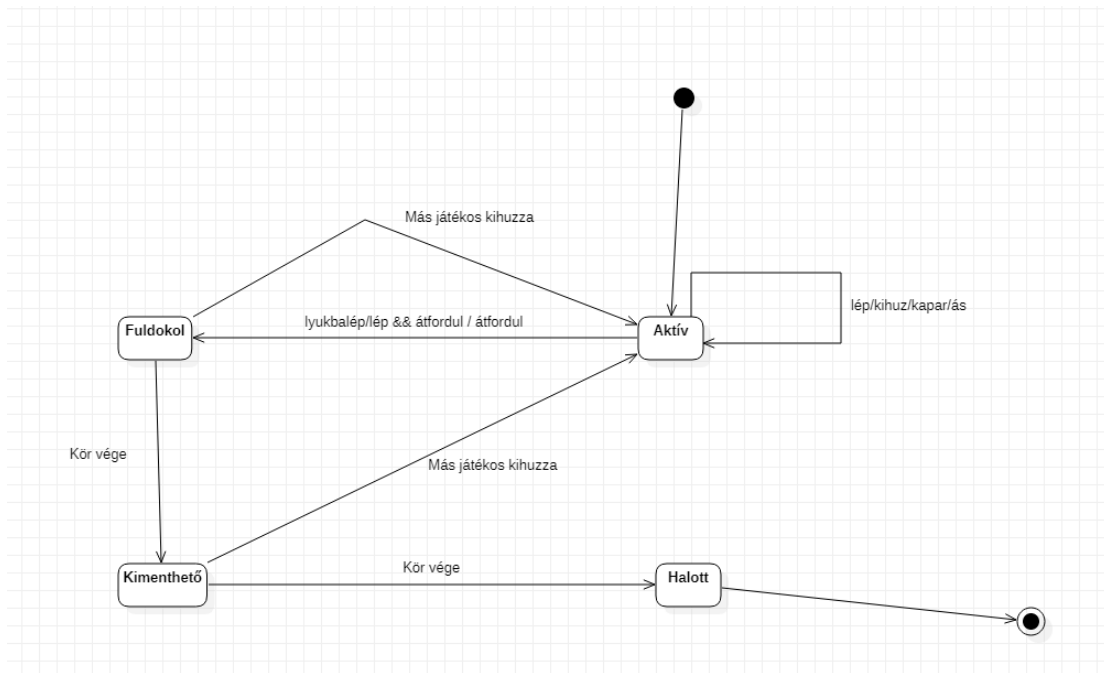 Más játékos kihuzza
lép/kihuz/kapar/ás
lyukbalép/lép && átfordul / átfordul
Fuldokol
Aktív
Kör vége
Más játékos kihuzza
Kör vége
Kimenthető
Halott